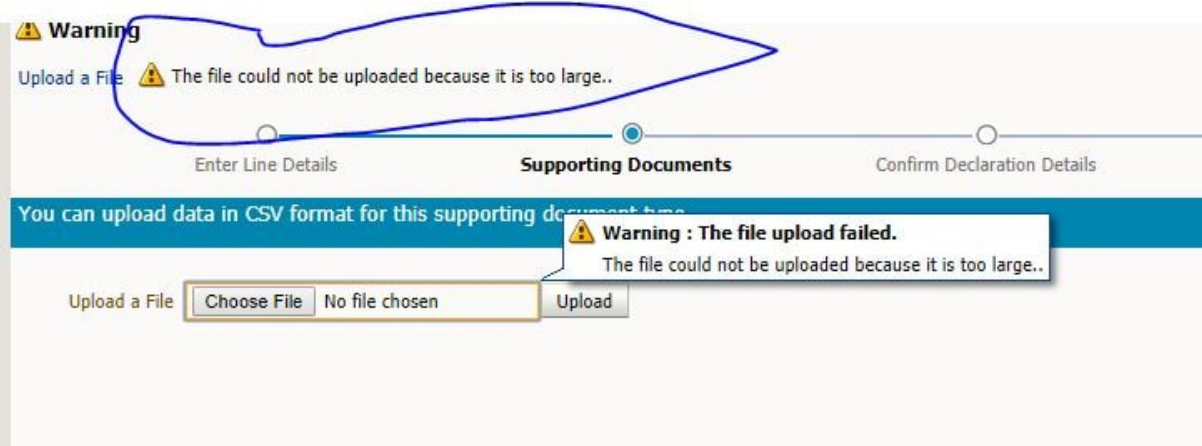 Warning
Upload a File The file could not be uploaded because it is too large..
Enter Line Details Supporting Documents Confirm Declaration Details
You can upload data in CSV format for this supporting document type
Warning : The file upload failed.
The file could not be uploaded because it is too large..
Upload a File Choose File No file chosen Upload